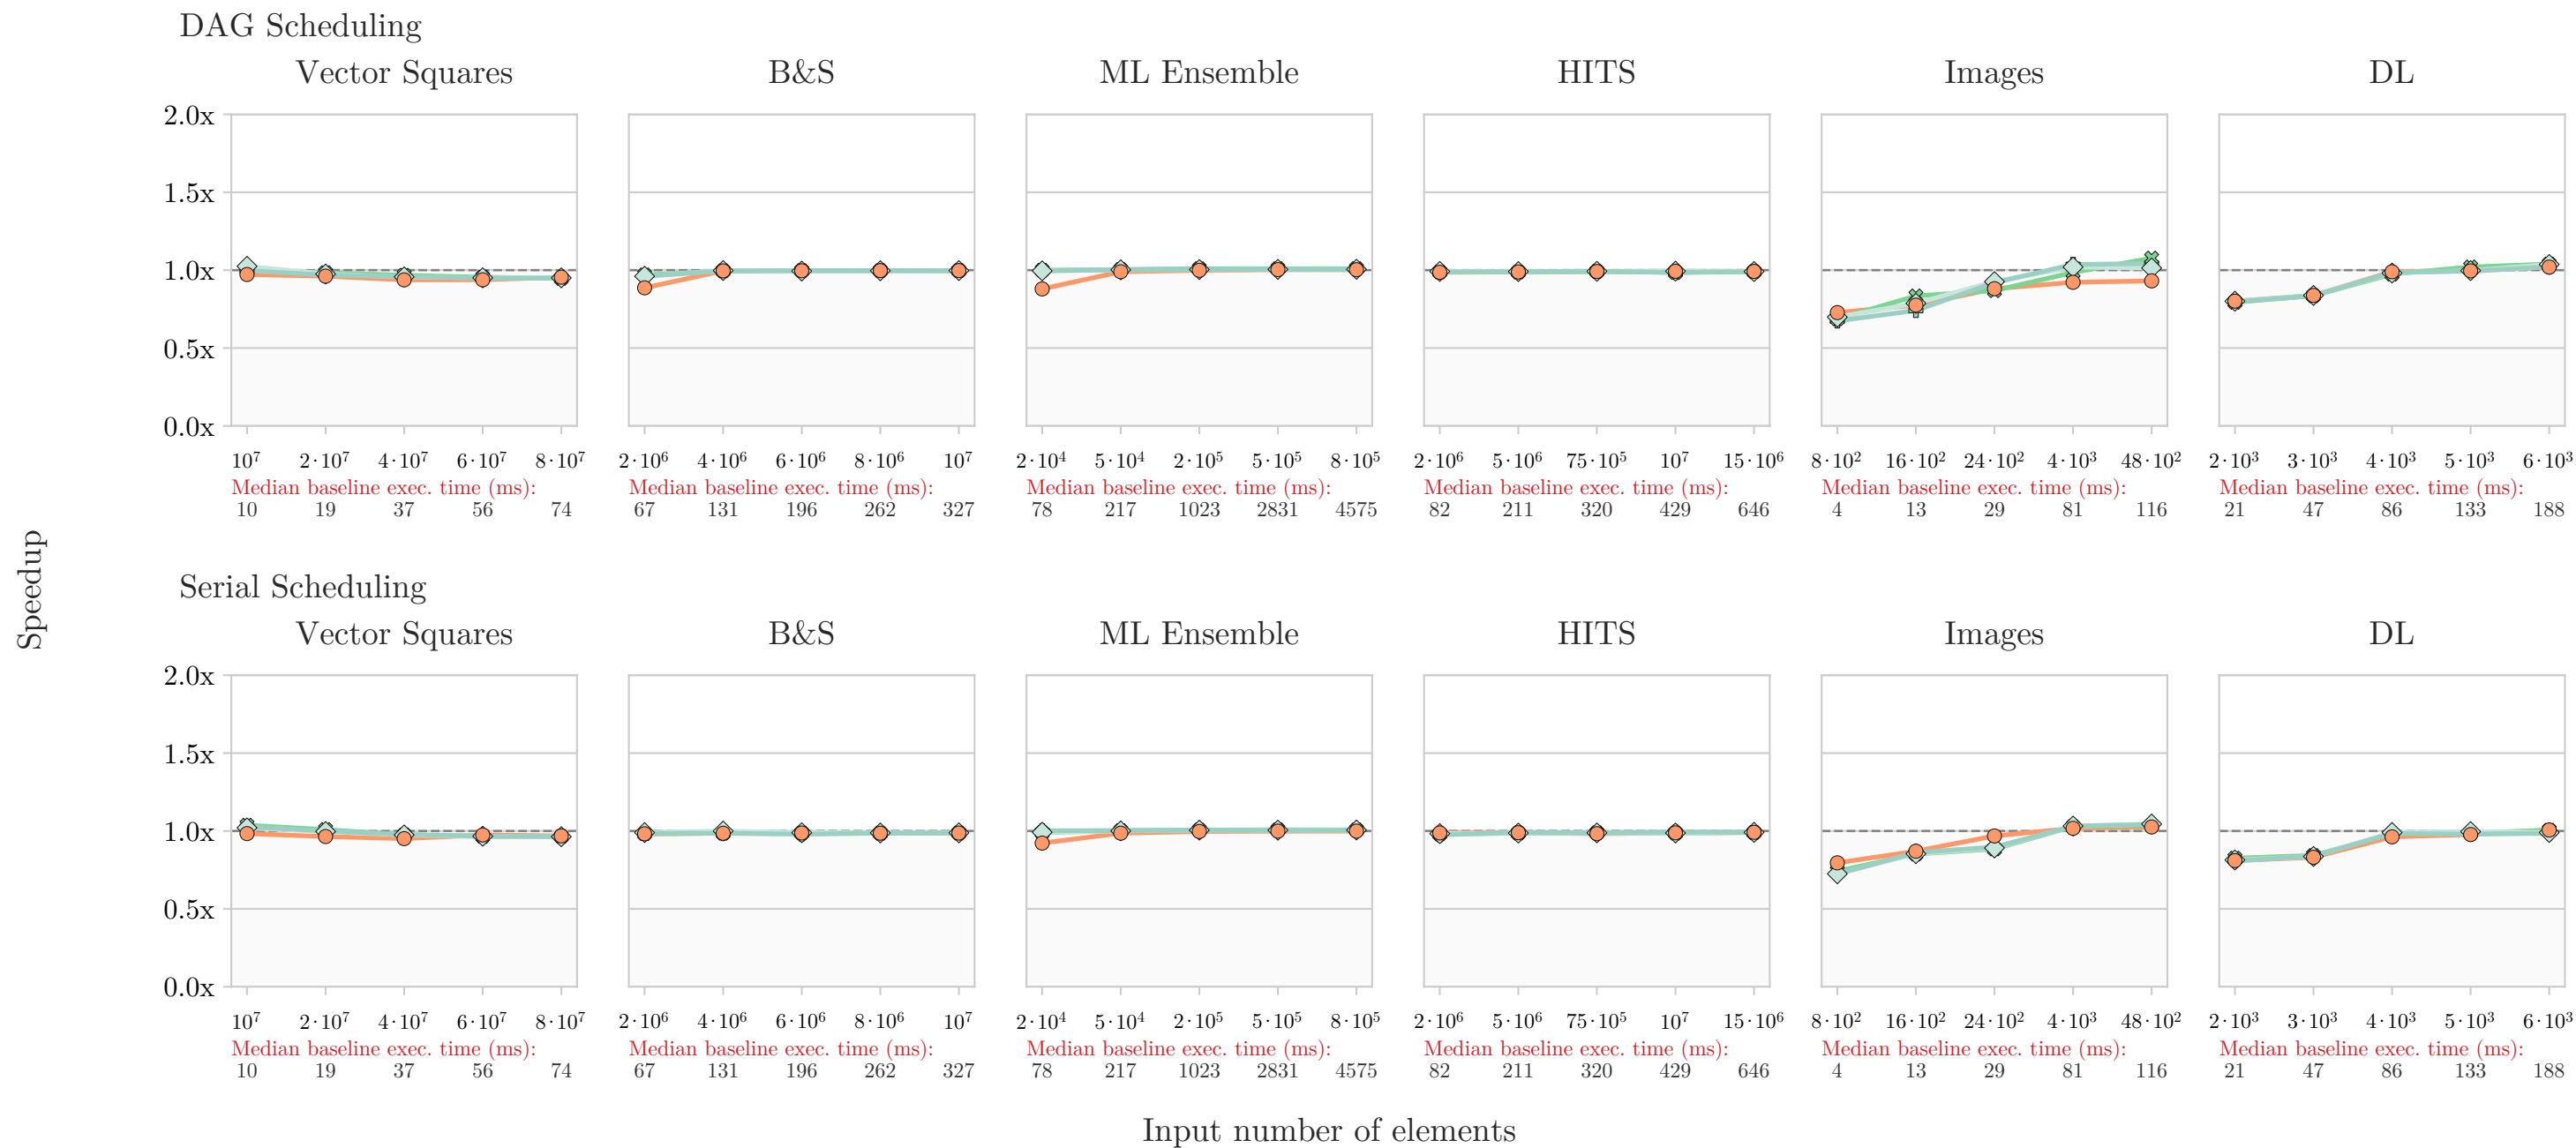 DAG Scheduling
Vector Squares B&S ML Ensemble HITS Images DL
2.0x
1.5x
1.0x
0.5x
0.0x
10⁷ 2·10⁷ 4·10⁷ 6·10⁷ 8·10⁷ 2·10⁶ 4·10⁶ 6·10⁶ 8·10⁶ 10⁷ 2·10⁴ 5·10⁴ 2·10⁵ 5·10⁵ 8·10⁵ 2·10⁶ 5·10⁶ 75·10⁵ 10⁷ 15·10⁶ 8·10² 16·10² 24·10² 4·10³ 48·10² 2·10³ 3·10³ 4·10³ 5·10³ 6·10³
Median baseline exec. time (ms): Median baseline exec. time (ms): Median baseline exec. time (ms): Median baseline exec. time (ms): Median baseline exec. time (ms): Median baseline exec. time (ms):
10 19 37 56 74 67 131 196 262 327 78 217 1023 2831 4575 82 211 320 429 646 4 13 29 81 116 21 47 86 133 188
Speedup
Serial Scheduling
Vector Squares B&S ML Ensemble HITS Images DL
2.0x
1.5x
1.0x
0.5x
0.0x
10⁷ 2·10⁷ 4·10⁷ 6·10⁷ 8·10⁷ 2·10⁶ 4·10⁶ 6·10⁶ 8·10⁶ 10⁷ 2·10⁴ 5·10⁴ 2·10⁵ 5·10⁵ 8·10⁵ 2·10⁶ 5·10⁶ 75·10⁵ 10⁷ 15·10⁶ 8·10² 16·10² 24·10² 4·10³ 48·10² 2·10³ 3·10³ 4·10³ 5·10³ 6·10³
Median baseline exec. time (ms): Median baseline exec. time (ms): Median baseline exec. time (ms): Median baseline exec. time (ms): Median baseline exec. time (ms): Median baseline exec. time (ms):
10 19 37 56 74 67 131 196 262 327 78 217 1023 2831 4575 82 211 320 429 646 4 13 29 81 116 21 47 86 133 188
Input number of elements